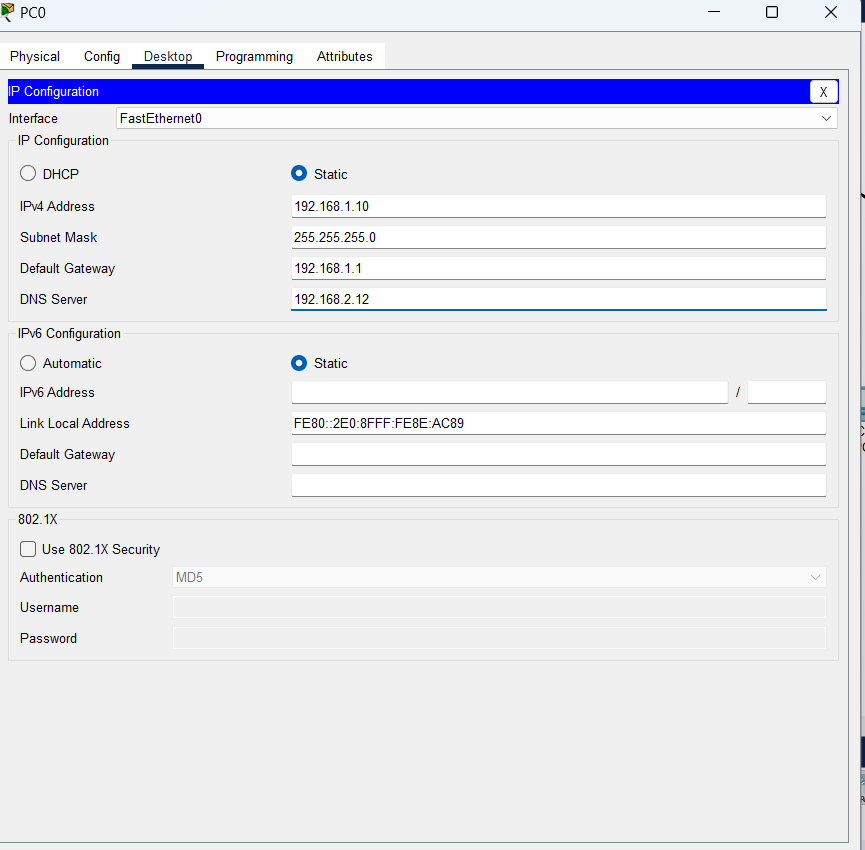 PC0
Physical Config Desktop Programming Attributes
IP Configuration X
Interface FastEthernet0
IP Configuration
DHCP Static
IPv4 Address 192.168.1.10
Subnet Mask 255.255.255.0
Default Gateway 192.168.1.1
DNS Server 192.168.2.12
IPv6 Configuration
Automatic Static
IPv6 Address /
Link Local Address FE80::2E0:8FFF:FE8E:AC89
Default Gateway
DNS Server
802.1X
Use 802.1X Security
Authentication MD5
Username
Password